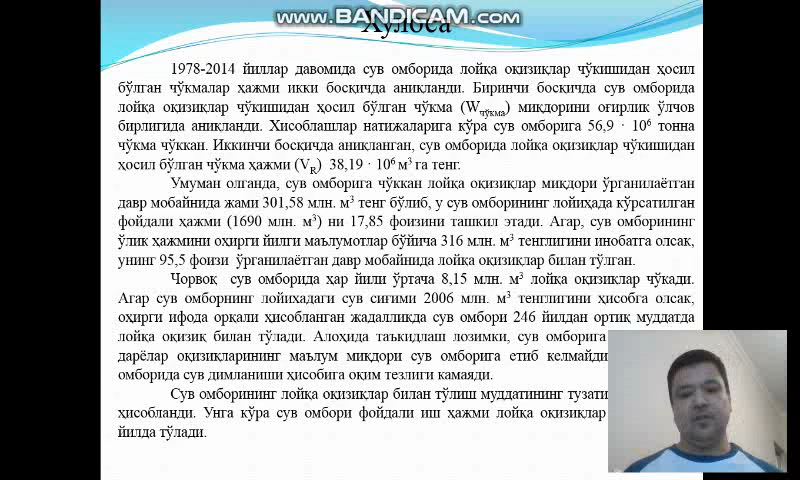 www.BANDICAM.com
Хулоса
1978-2014 йиллар давомида сув омборида лойқа оқизиқлар чўкишидан ҳосил
бўлган чўкмалар ҳажми икки босқичда аниқланди. Биринчи босқичда сув омборида
лойқа оқизиқлар чўкишидан ҳосил бўлган чўкма (Wчўкма) миқдорини оғирлик ўлчов
бирлигида аниқланди. Хисоблашлар натижаларига кўра сув омборига 56,9 · 10⁶ тонна
чўкма чўккан. Иккинчи босқичда аниқланган, сув омборида лойқа оқизиқлар чўкишидан
ҳосил бўлган чўкма ҳажми (VR) 38,19 · 10⁶ м³ га тенг.
Умуман олганда, сув омборига чўккан лойқа оқизиқлар миқдори ўрганилаётган
давр мобайнида жами 301,58 млн. м³ тенг бўлиб, у сув омборининг лойиҳада кўрсатилган
фойдали ҳажми (1690 млн. м³) ни 17,85 фоизини ташкил этади. Агар, сув омборининг
ўлик ҳажмини оҳирги йилги маълумотлар бўйича 316 млн. м³ тенглигини инобатга олсак,
унинг 95,5 фоизи ўрганилаётган давр мобайнида лойқа оқизиқлар билан тўлган.
Чорвоқ сув омборида ҳар йили ўртача 8,15 млн. м³ лойқа оқизиқлар чўкади.
Агар сув омборнинг лойихадаги сув сиғими 2006 млн. м³ тенглигини ҳисобга олсак,
оҳирги ифода орқали ҳисобланган жадалликда сув омбори 246 йилдан ортиқ муддатда
лойқа оқизиқ билан тўлади. Алоҳида таъкидлаш лозимки, сув омборига
дарёлар оқизиқларининг маълум миқдори сув омборига етиб келмайди
омборида сув димланиши ҳисобига оқим тезлиги камаяди.
Сув омборининг лойқа оқизиқлар билан тўлиш муддатининг
ҳисобланди. Унга кўра сув омбори фойдали иш ҳажми лойқа оқизиқлар
йилда тўлади.